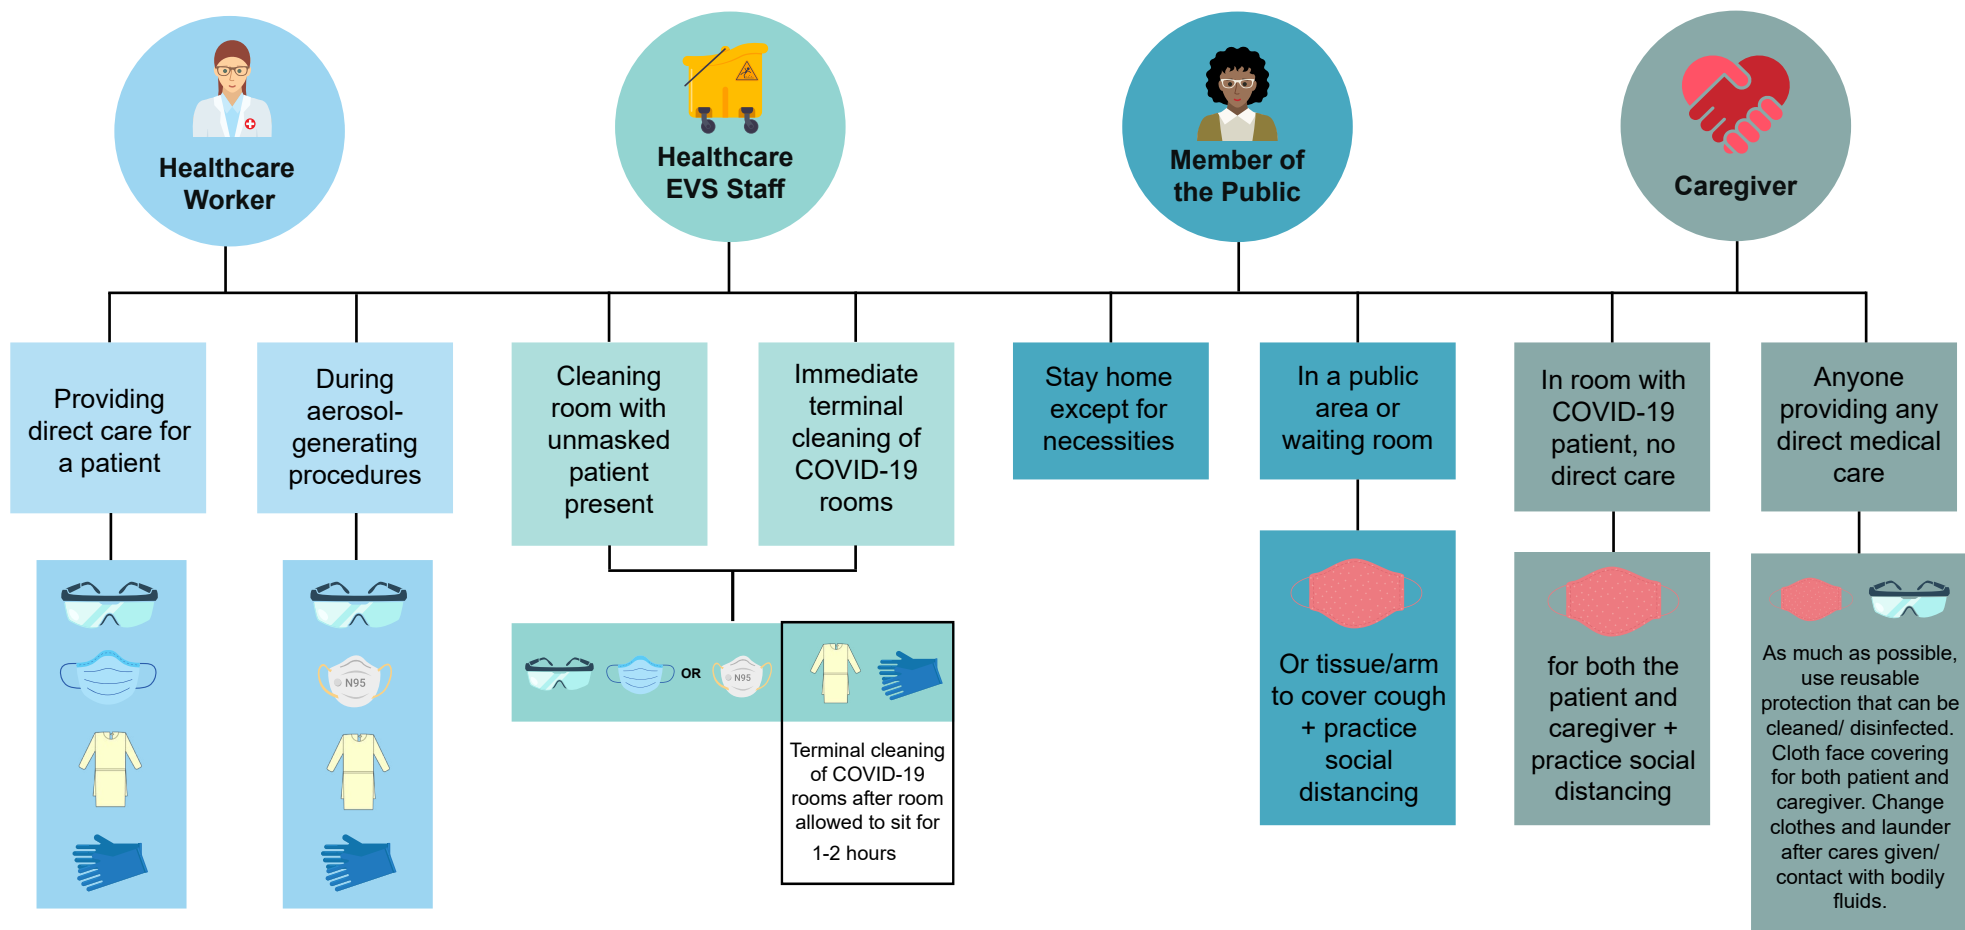 Healthcare
Worker
Healthcare
EVS Staff
Member of
the Public
Caregiver
Providing
direct care for
a patient
During
aerosol-
generating
procedures
Cleaning
room with
unmasked
patient
present
Immediate
terminal
cleaning of
COVID-19
rooms
Stay home
except for
necessities
In a public
area or
waiting room
In room with
COVID-19
patient, no
direct care
Anyone
providing any
direct medical
care
N95
OR
N95
Terminal cleaning
of COVID-19
rooms after room
allowed to sit for
1-2 hours
Or tissue/arm
to cover cough
+ practice
social
distancing
for both the
patient and
caregiver +
practice social
distancing
As much as possible,
use reusable
protection that can be
cleaned/ disinfected.
Cloth face covering
for both patient and
caregiver. Change
clothes and launder
after cares given/
contact with bodily
fluids.